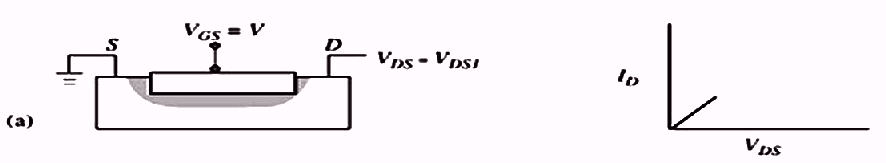 V_GS = V
S
D
V_DS - V_DS1
(a)
I_D
V_DS